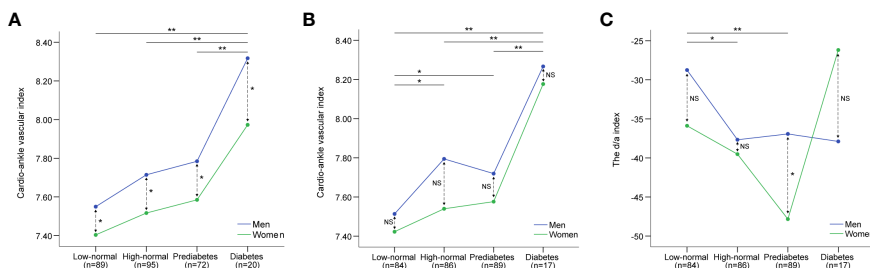 A
**
**
**
8.40
8.20
7.80
7.60
7.40
Cardio-ankle vascular index
*
*
*
*
Men
Women
Low-normal
(n=89)
High-normal
(n=95)
Prediabetes
(n=72)
Diabetes
(n=20)
B
**
**
**
*
*
8.40
8.20
7.80
7.60
7.40
Cardio-ankle vascular index
NS
NS
NS
NS
Men
Women
Low-normal
(n=84)
High-normal
(n=86)
Prediabetes
(n=89)
Diabetes
(n=17)
C
**
*
-25
-30
-35
-40
-45
-50
The d/a index
NS
NS
*
NS
Men
Women
Low-normal
(n=84)
High-normal
(n=86)
Prediabetes
(n=89)
Diabetes
(n=17)